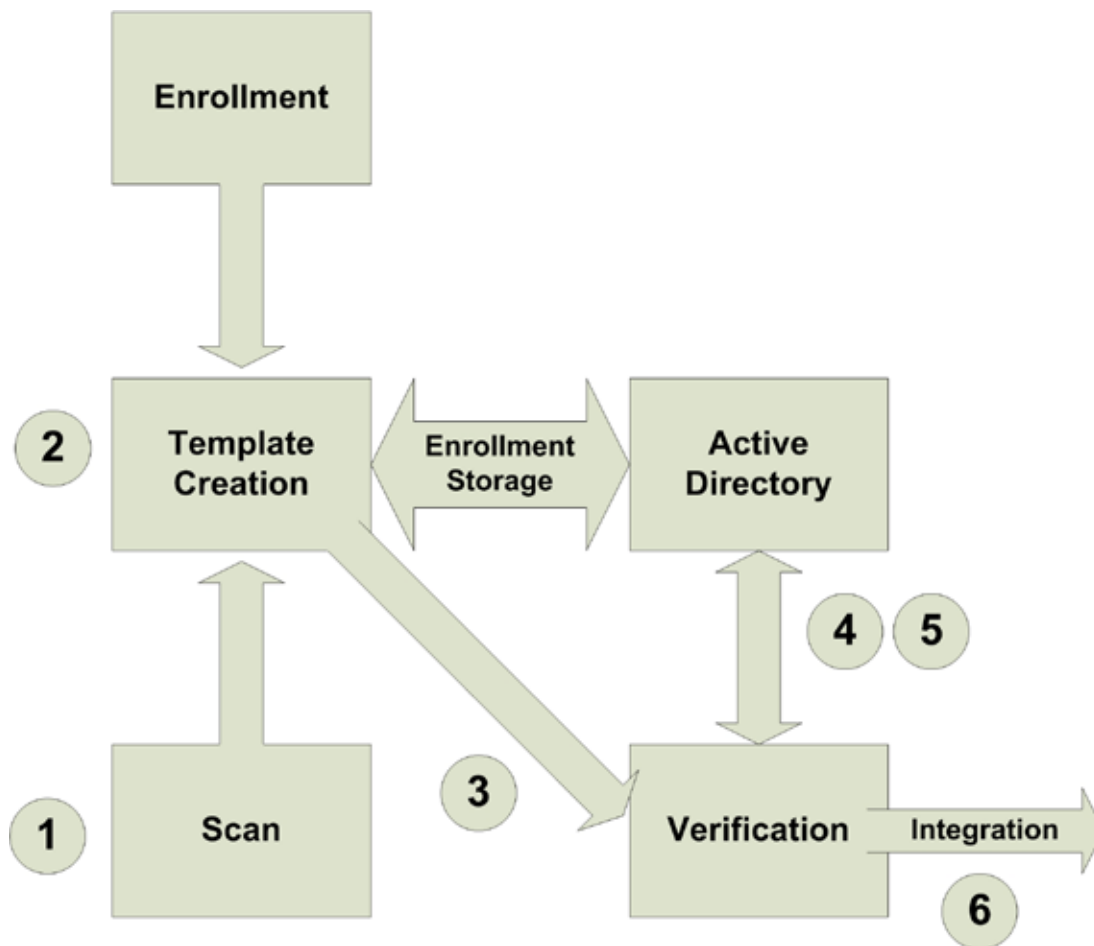 Enrollment
2
Template
Creation
Enrollment
Storage
Active
Directory
4
5
1
Scan
3
Verification
Integration
6